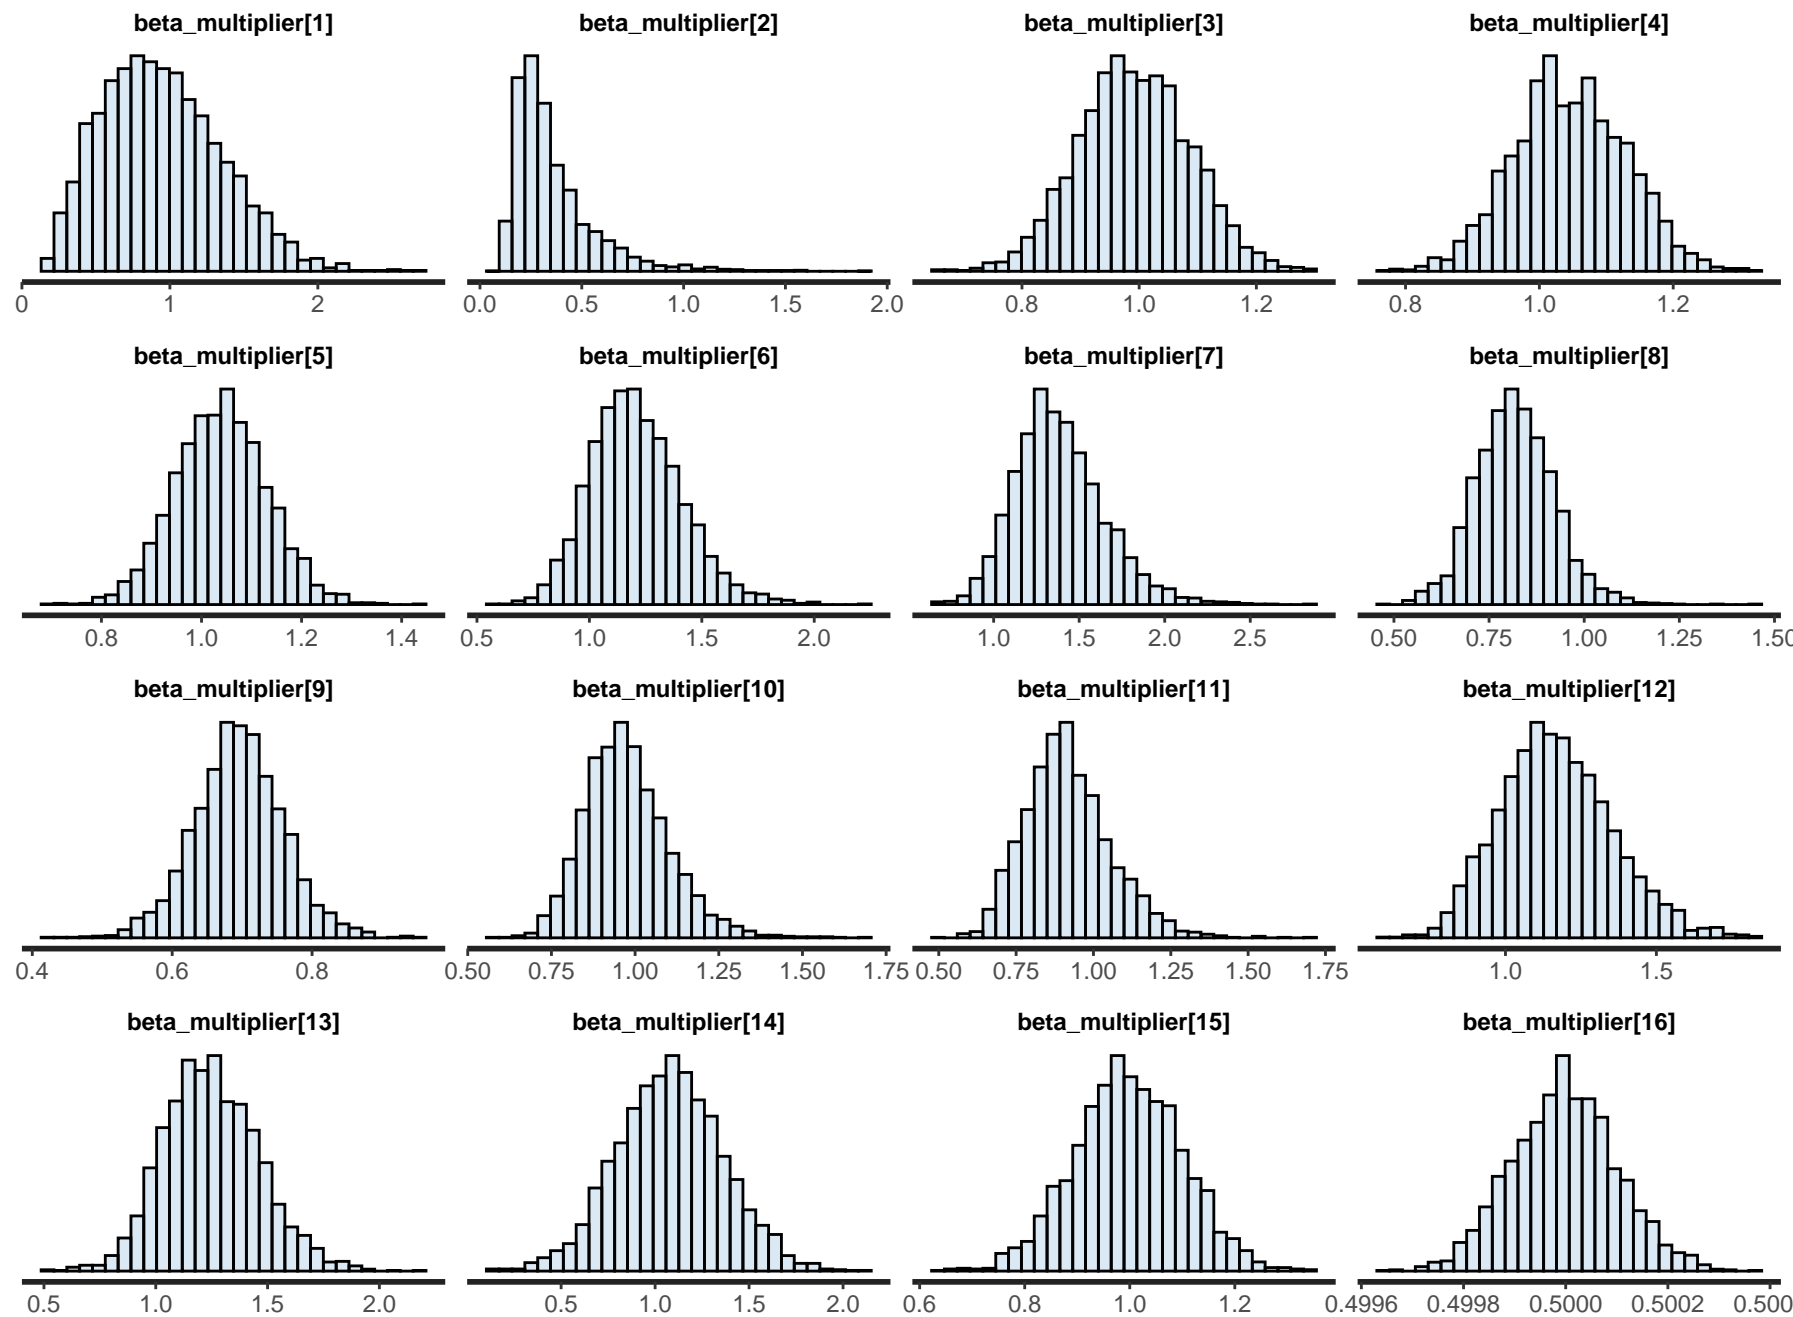 beta_multiplier[1] beta_multiplier[2] beta_multiplier[3] beta_multiplier[4]
0 1 2 0.0 0.5 1.0 1.5 2.0 0.8 1.0 1.2 0.8 1.0 1.2
beta_multiplier[5] beta_multiplier[6] beta_multiplier[7] beta_multiplier[8]
0.8 1.0 1.2 1.4 0.5 1.0 1.5 2.0 1.0 1.5 2.0 2.5 0.50 0.75 1.00 1.25 1.50
beta_multiplier[9] beta_multiplier[10] beta_multiplier[11] beta_multiplier[12]
0.4 0.6 0.8 0.50 0.75 1.00 1.25 1.50 1.75 0.50 0.75 1.00 1.25 1.50 1.75 1.0 1.5
beta_multiplier[13] beta_multiplier[14] beta_multiplier[15] beta_multiplier[16]
0.5 1.0 1.5 2.0 0.5 1.0 1.5 2.0 0.6 0.8 1.0 1.2 0.4996 0.4998 0.5000 0.5002 0.500